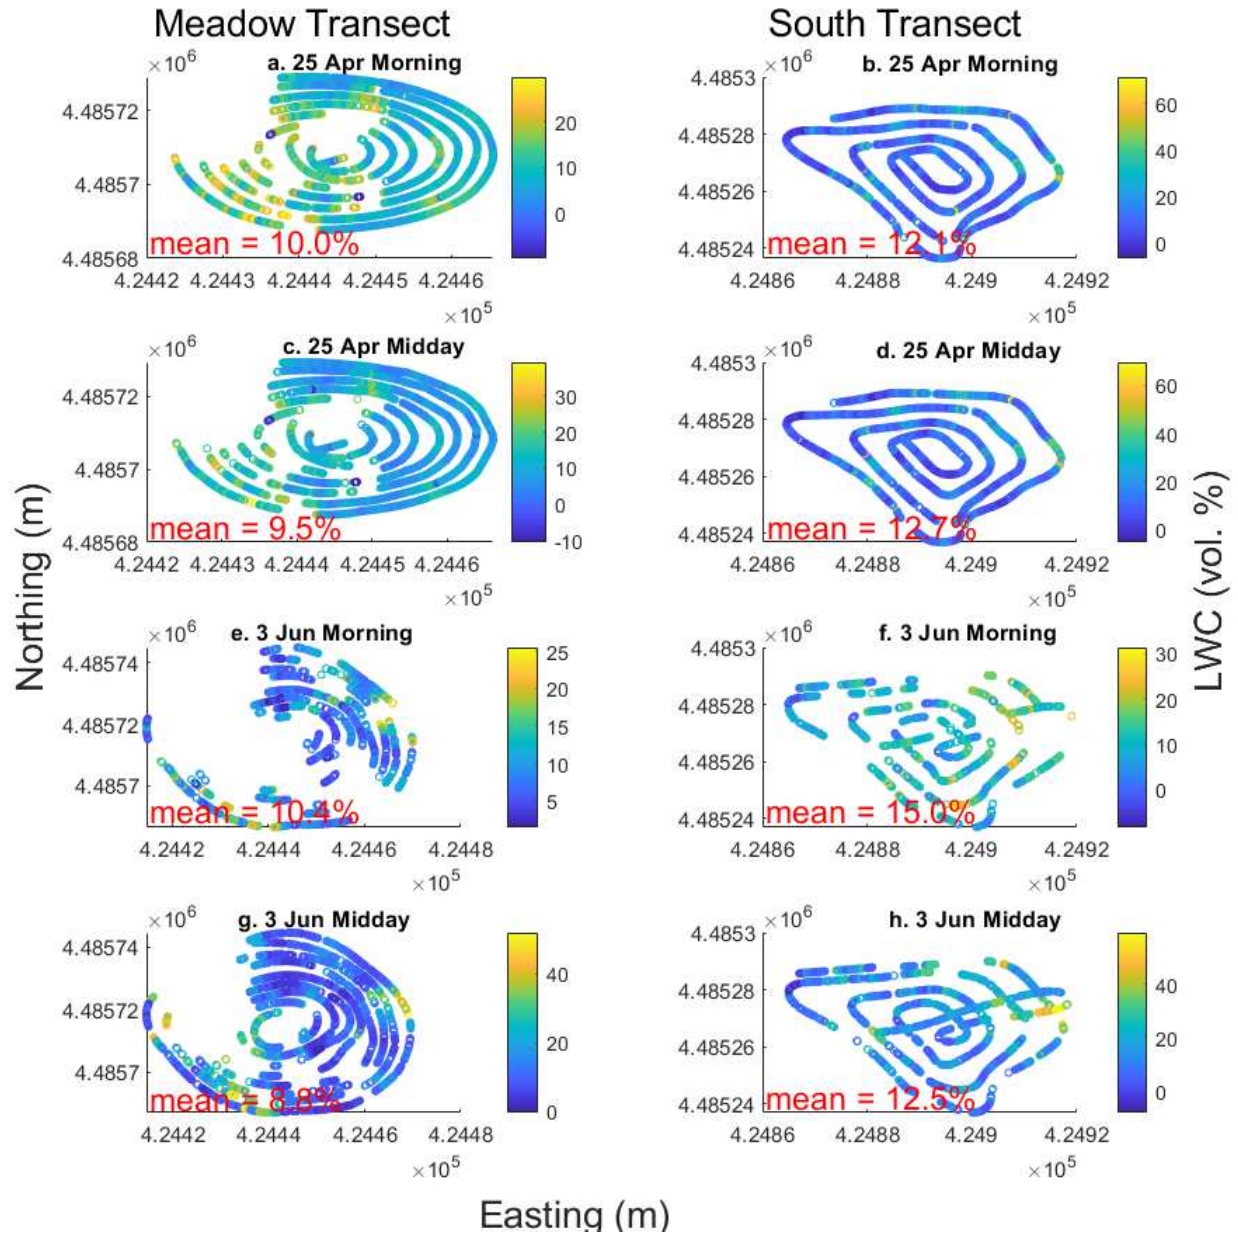 Meadow Transect
South Transect
×10⁶
a. 25 Apr Morning
4.48572
4.4857
4.48568
mean = 10.0%
4.2442 4.2443 4.2444 4.2445 4.2446
×10⁵
20
10
0
×10⁶
b. 25 Apr Morning
4.4853
4.48528
4.48526
4.48524
mean = 12.1%
4.2486 4.2488 4.249 4.2492
×10⁵
60
40
20
0
×10⁶
c. 25 Apr Midday
4.48572
4.4857
4.48568
mean = 9.5%
4.2442 4.2443 4.2444 4.2445 4.2446
×10⁵
30
20
10
0
-10
×10⁶
d. 25 Apr Midday
4.4853
4.48528
4.48526
4.48524
mean = 12.7%
4.2486 4.2488 4.249 4.2492
×10⁵
60
40
20
0
×10⁶
e. 3 Jun Morning
4.48574
4.48572
4.4857
mean = 10.4%
4.2442 4.2444 4.2446 4.2448
×10⁵
25
20
15
10
5
×10⁶
f. 3 Jun Morning
4.4853
4.48528
4.48526
4.48524
mean = 15.0%
4.2486 4.2488 4.249 4.2492
×10⁵
30
20
10
0
×10⁶
g. 3 Jun Midday
4.48574
4.48572
4.4857
mean = 8.8%
4.2442 4.2444 4.2446 4.2448
×10⁵
40
20
0
×10⁶
h. 3 Jun Midday
4.4853
4.48528
4.48526
4.48524
mean = 12.5%
4.2486 4.2488 4.249 4.2492
×10⁵
40
20
0
Northing (m)
LWC (vol. %)
Easting (m)